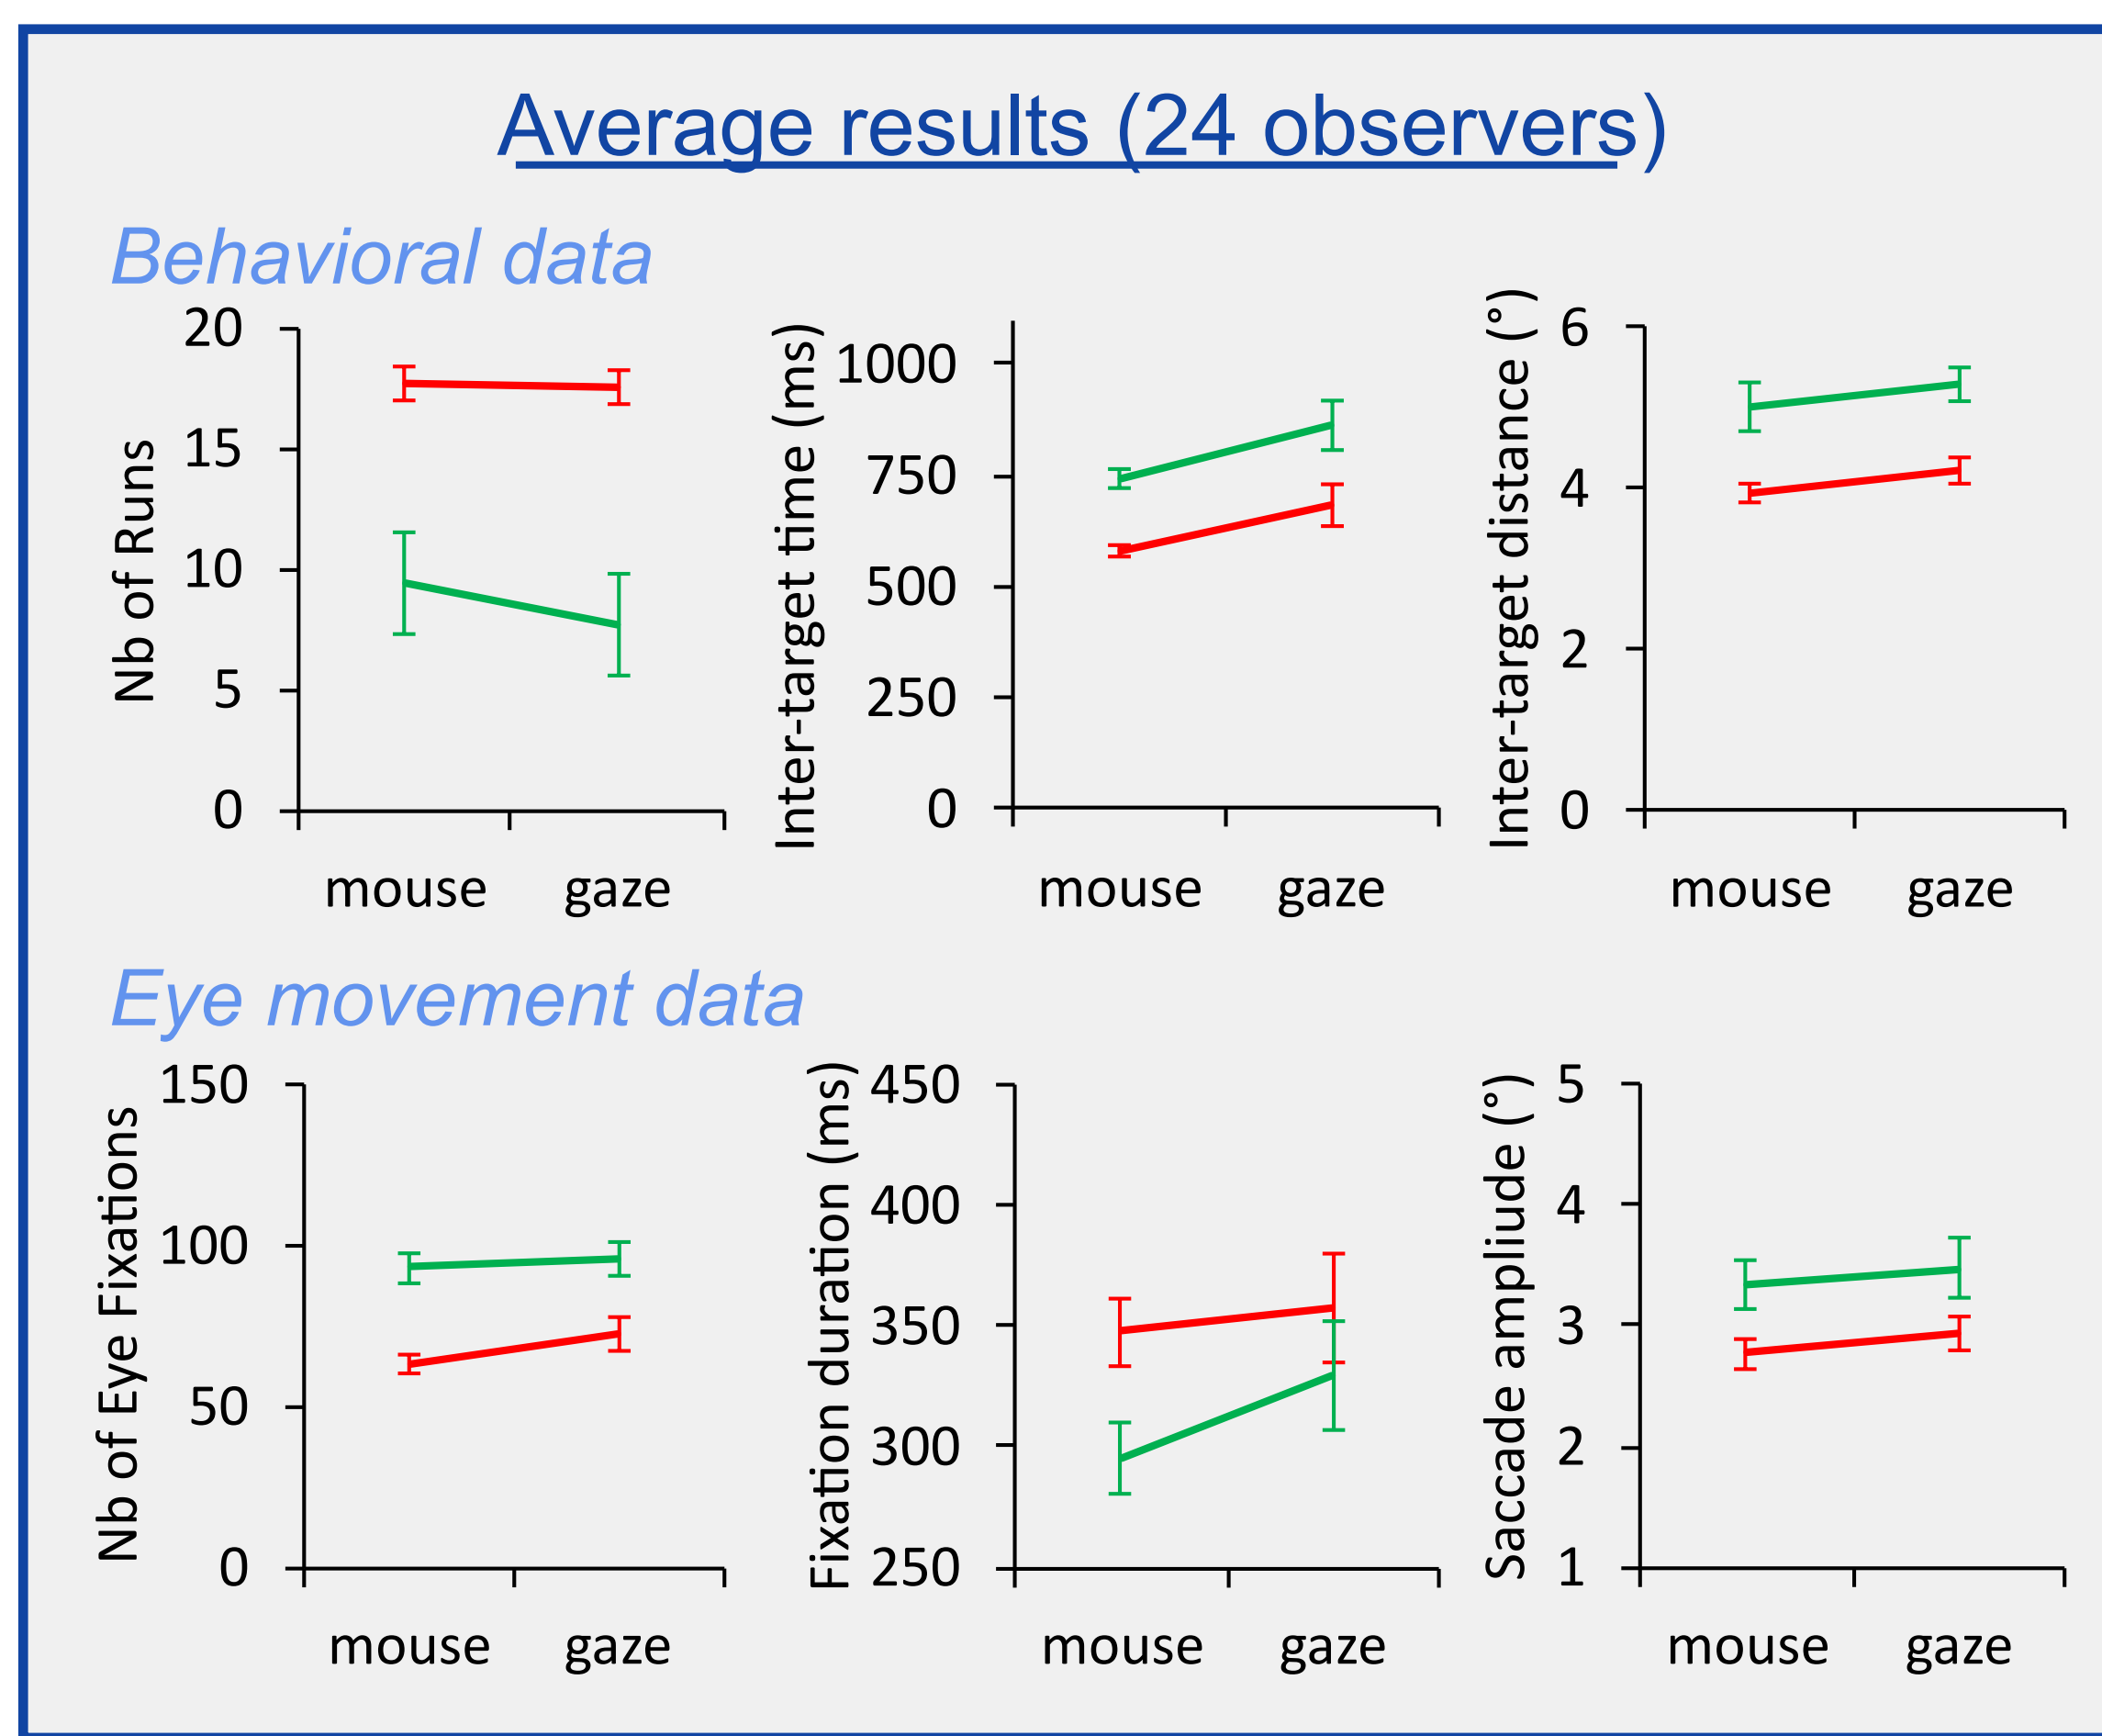 Average results (24 observers)
Behavioral data
Nb of Runs
20
15
10
5
0
mouse gaze
Inter-target time (ms)
1000
750
500
250
0
mouse gaze
Inter-target distance (°)
6
4
2
0
mouse gaze
Eye movement data
Nb of Eye Fixations
150
100
50
0
mouse gaze
Fixation duration (ms)
450
400
350
300
250
mouse gaze
Saccade ampliude (°)
5
4
3
2
1
mouse gaze